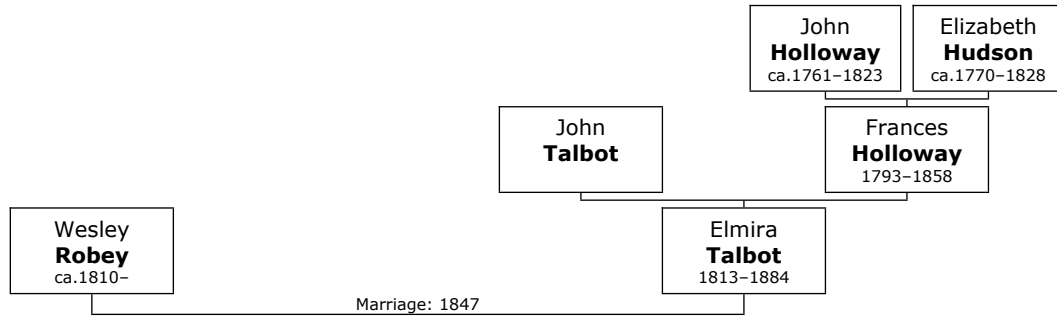 John
Holloway
ca.1761–1823
Elizabeth
Hudson
ca.1770–1828
John
Talbot
Frances
Holloway
1793–1858
Wesley
Robey
ca.1810–
Elmira
Talbot
1813–1884
Marriage: 1847